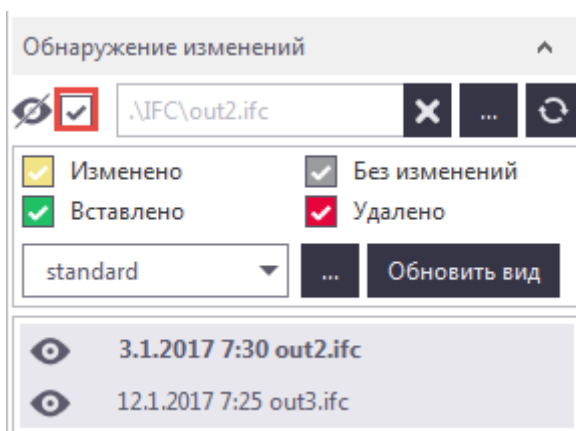 Обнаружение изменений
.\IFC\out2.ifc ...
Изменено Без изменений
Вставлено Удалено
standard ... Обновить вид
3.1.2017 7:30 out2.ifc
12.1.2017 7:25 out3.ifc